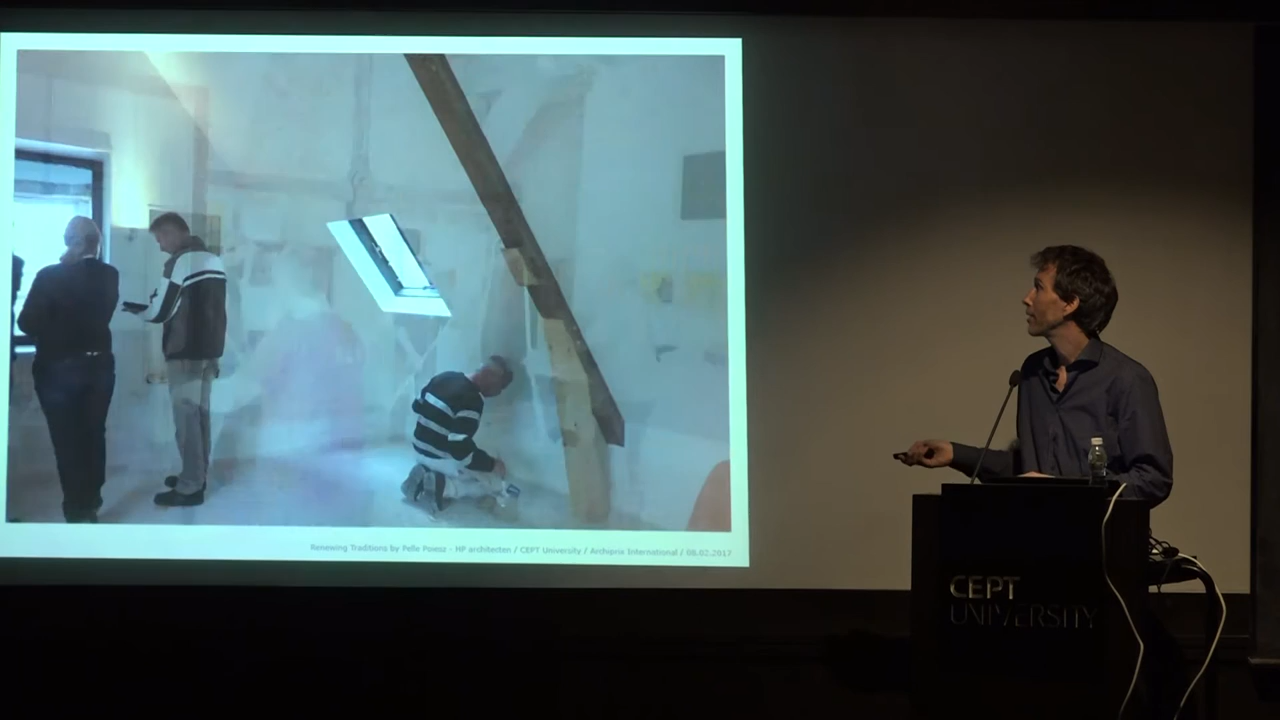 Renewing Traditions by Pelle Poiesz - HP architecten / CEPT University / Archiprix International / 08.02.2017
CEPT
UNIVERSITY